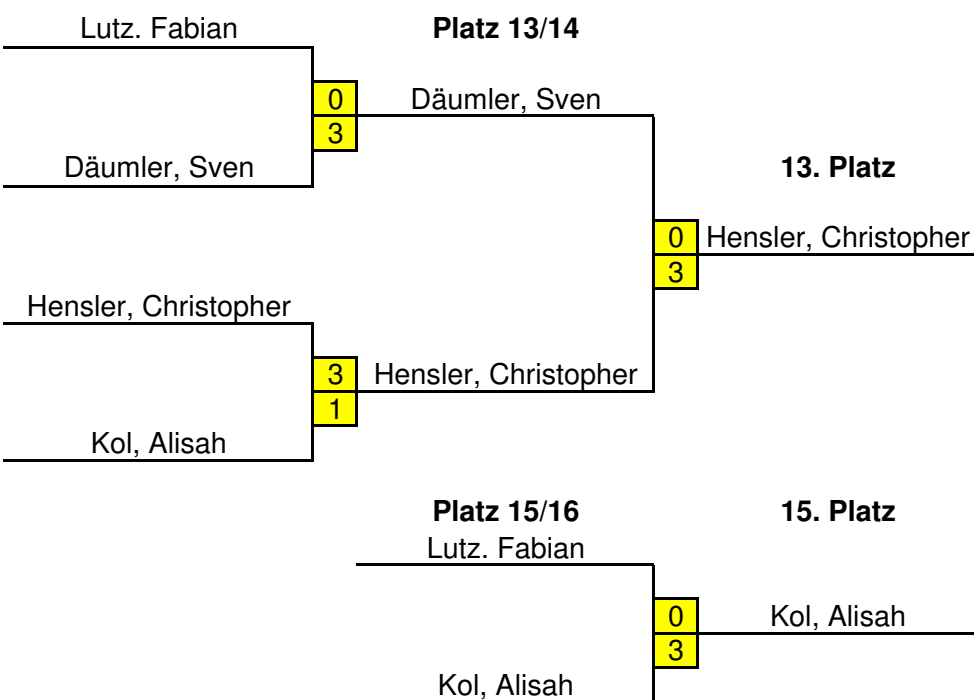 Lutz. Fabian
Platz 13/14
0
Däumler, Sven
3
Däumler, Sven
13. Platz
0
Hensler, Christopher
3
Hensler, Christopher
3
Hensler, Christopher
1
Kol, Alisah
Platz 15/16
15. Platz
Lutz. Fabian
0
Kol, Alisah
3
Kol, Alisah